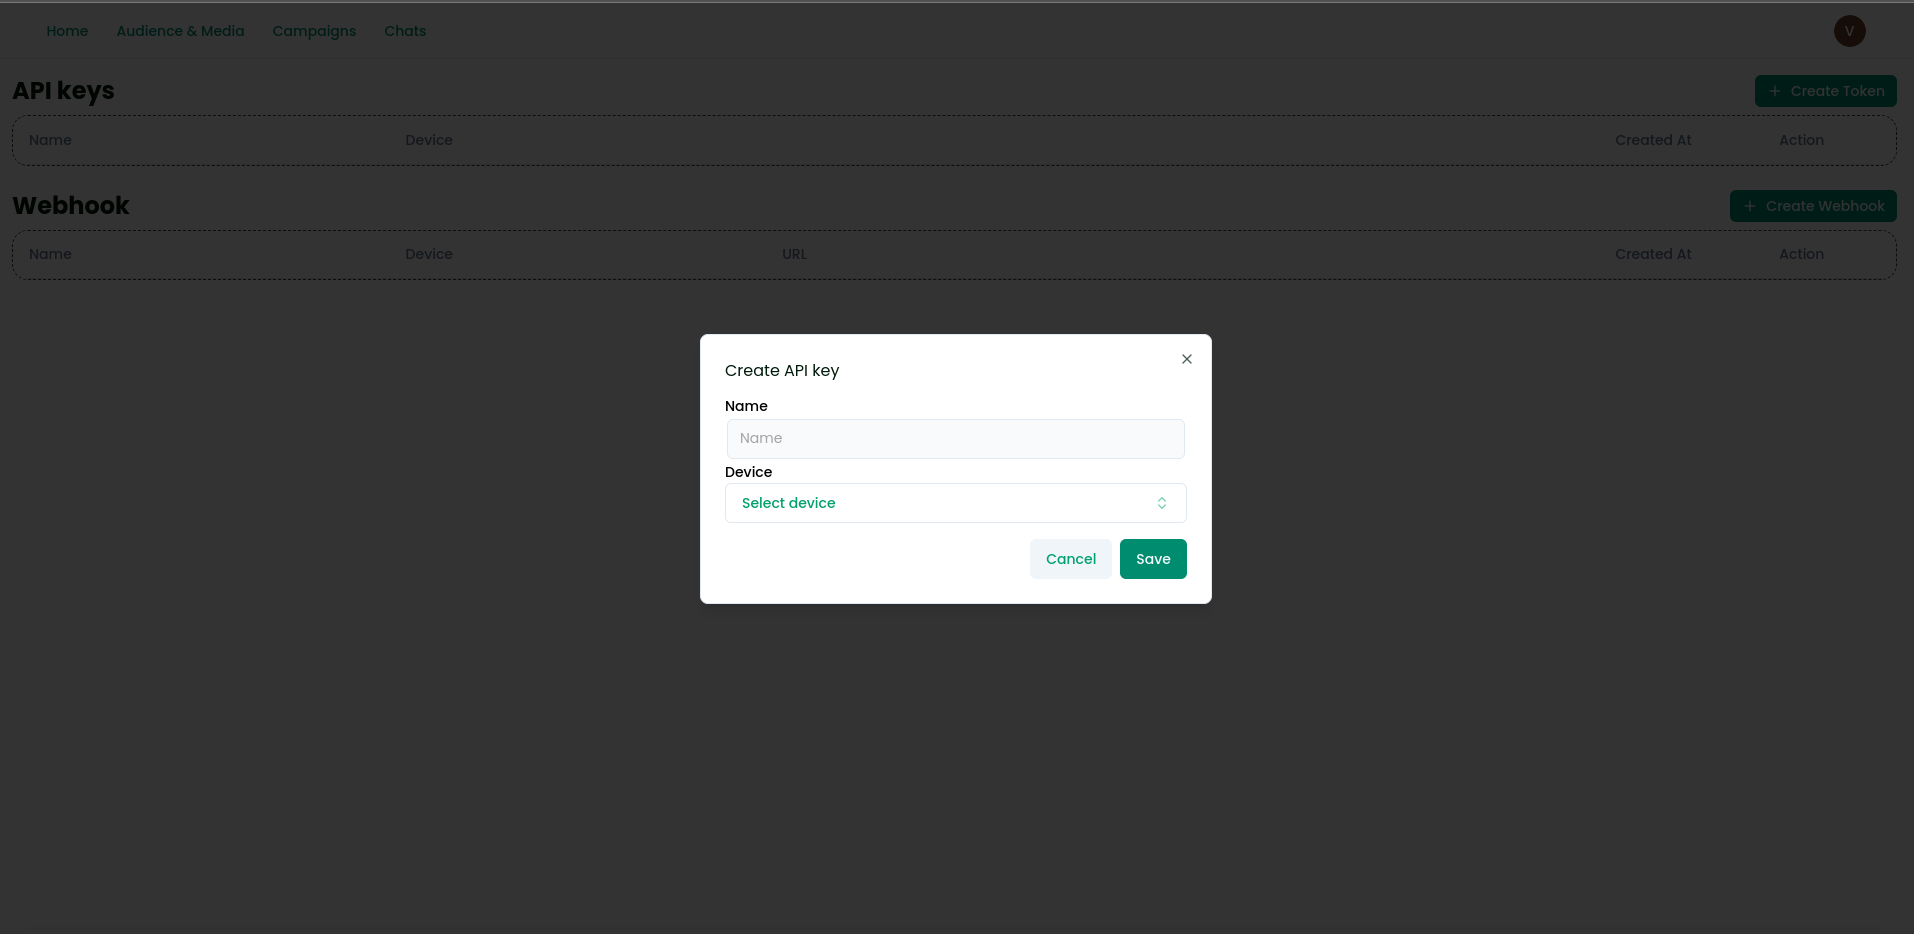 Home Audience & Media Campaigns Chats V
API keys + Create Token
Name Device Created At Action
Webhook + Create Webhook
Name Device URL Created At Action
Create API key
Name
Name
Device
Select device
Cancel Save